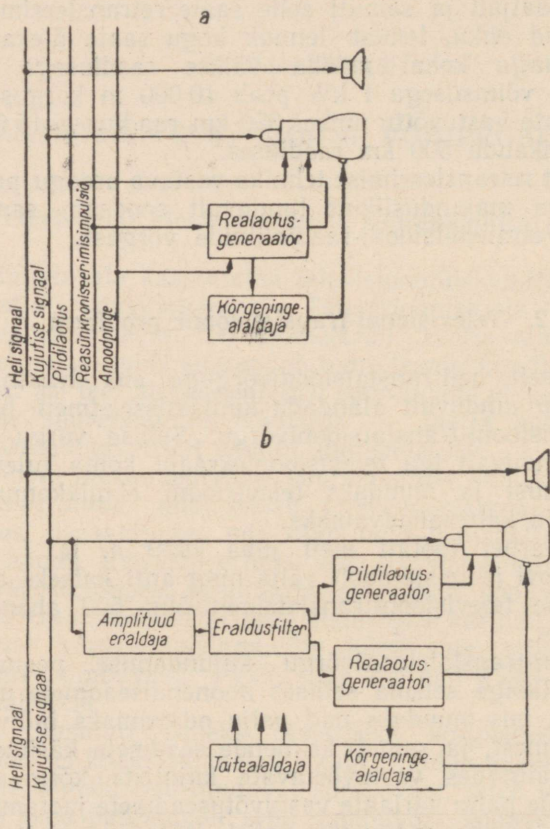 a
Realaotus-
generaator
Kõrgepinge-
alaldaja
Heli signaal
Kujutise signaal
Pildilaotus
Reasünkroniseerimisimpulsid
Anoodpinge
b
Pildilaotus-
generaator
Amplituud
eraldaja
Eraldusfilter
Realaotus-
generaator
Toitealaldaja
Kõrgepinge-
alaldaja
Heli signaal
Kujutise signaal